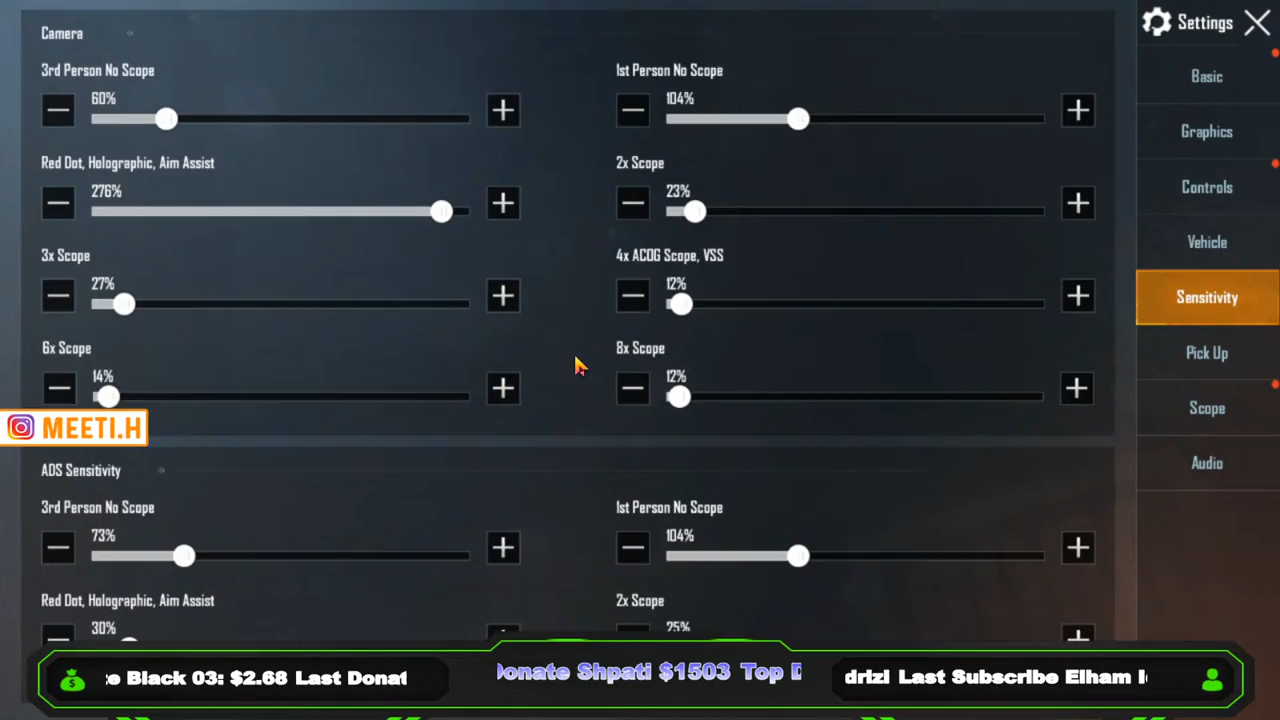 Camera
3rd Person No Scope
60%
1st Person No Scope
104%
Red Dot, Holographic, Aim Assist
276%
2x Scope
23%
3x Scope
27%
4x ACOG Scope, VSS
12%
6x Scope
14%
8x Scope
12%
MEETI.H
ADS Sensitivity
3rd Person No Scope
73%
1st Person No Scope
104%
Red Dot, Holographic, Aim Assist
30%
2x Scope
25%
Settings
Basic
Graphics
Controls
Vehicle
Sensitivity
Pick Up
Scope
Audio
Black 03: $2.68 Last Donat
Donate Shpati $1503 Top D
drizl Last Subscribe Elham